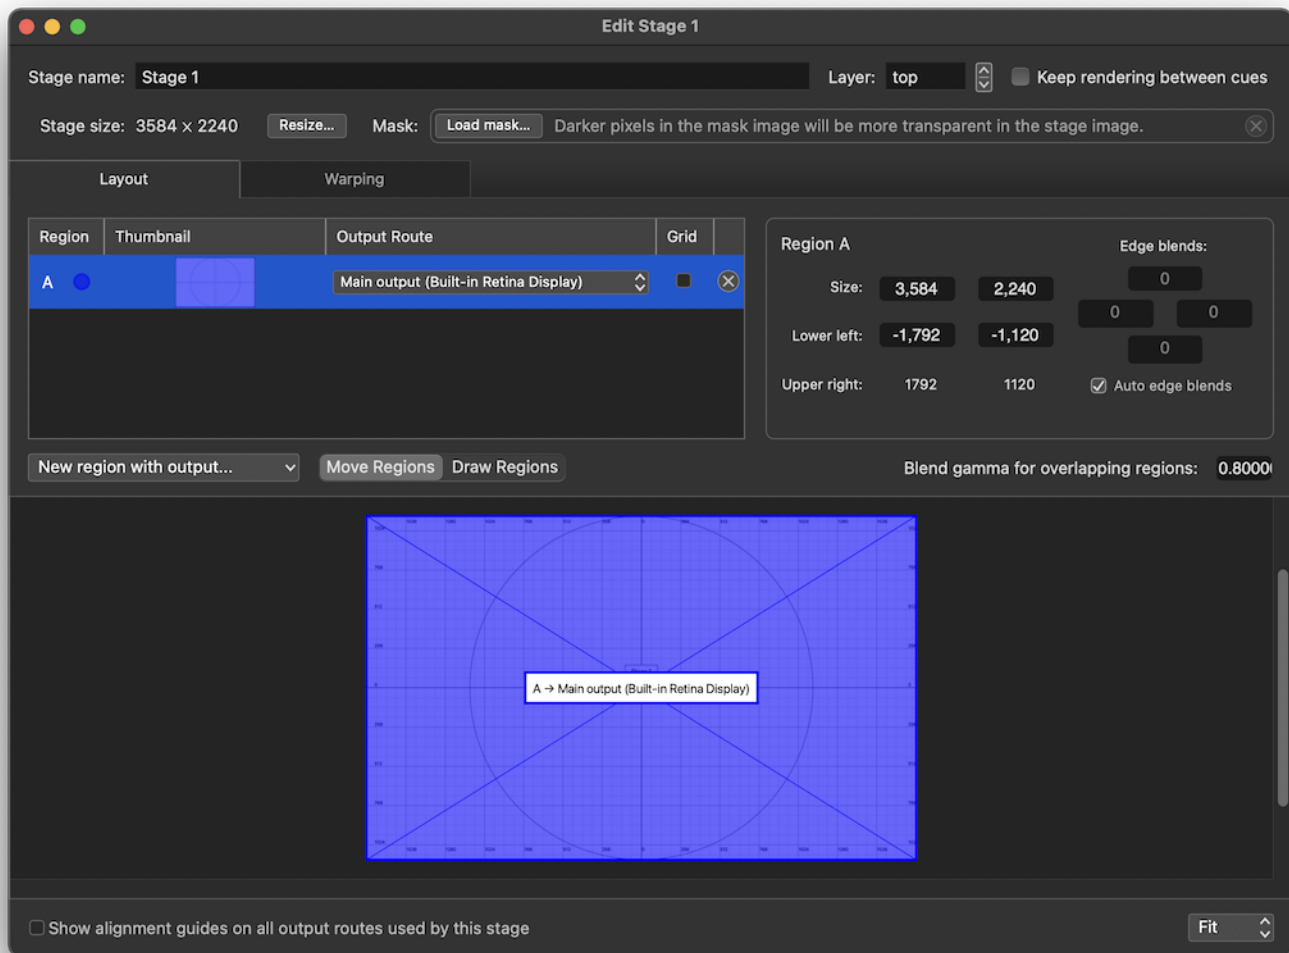 Edit Stage 1
Stage name: Stage 1 Layer: top Keep rendering between cues
Stage size: 3584 × 2240 Resize... Mask: Load mask... Darker pixels in the mask image will be more transparent in the stage image.
Layout Warping
Region Thumbnail Output Route Grid
A Main output (Built-in Retina Display)
Region A Edge blends:
0
Size: 3,584 2,240
0 0
Lower left: -1,792 -1,120
0
Upper right: 1792 1120 Auto edge blends
New region with output... Move Regions Draw Regions Blend gamma for overlapping regions: 0.8000
A → Main output (Built-in Retina Display)
Show alignment guides on all output routes used by this stage Fit